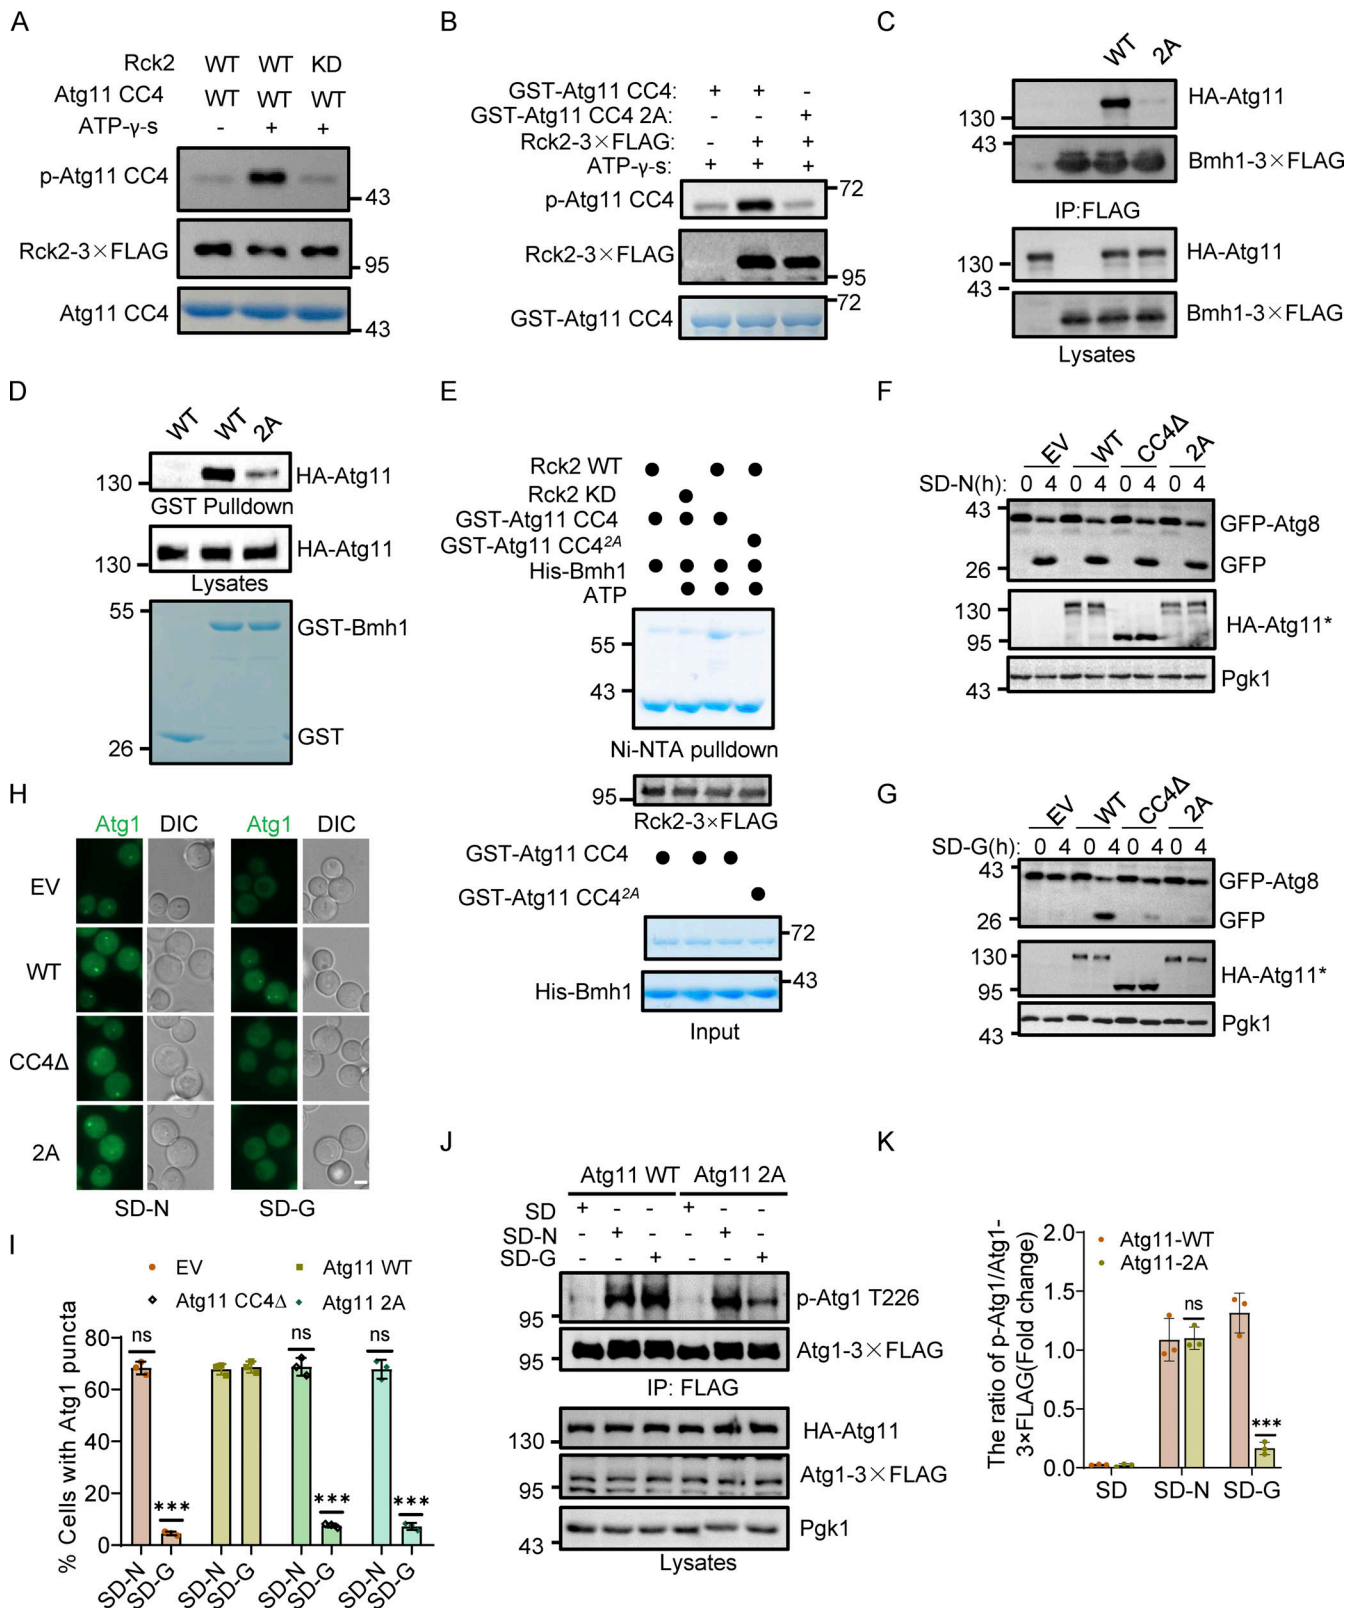 A
Rck2 WT WT KD
Atg11 CC4 WT WT WT
ATP-γ-s - + +
p-Atg11 CC4
43
Rck2-3×FLAG
95
Atg11 CC4
43
B
GST-Atg11 CC4: + + -
GST-Atg11 CC4 2A: - - +
Rck2-3×FLAG: - + +
ATP-γ-s: + + +
72
p-Atg11 CC4
Rck2-3×FLAG
95
72
GST-Atg11 CC4
C
WT 2A
HA-Atg11
130
43
Bmh1-3×FLAG
IP:FLAG
HA-Atg11
130
43
Bmh1-3×FLAG
Lysates
D
WT WT 2A
130 HA-Atg11
GST Pulldown
HA-Atg11
130
Lysates
55
GST-Bmh1
GST
26
E
Rck2 WT
Rck2 KD
GST-Atg11 CC4
GST-Atg11 CC4²ᴬ
His-Bmh1
ATP
55
43
Ni-NTA pulldown
95
Rck2-3×FLAG
GST-Atg11 CC4
GST-Atg11 CC4²ᴬ
72
43
His-Bmh1
Input
F
EV WT CC4Δ 2A
SD-N(h) 0 4 0 4 0 4 0 4
43
GFP-Atg8
GFP
26
130
HA-Atg11*
95
Pgk1
43
G
EV WT CC4Δ 2A
SD-G(h) 0 4 0 4 0 4 0 4
43
GFP-Atg8
26 GFP
130
HA-Atg11*
95
Pgk1
43
H
Atg1 DIC Atg1 DIC
EV
WT
CC4Δ
2A
SD-N SD-G
I
EV Atg11 WT
Atg11 CC4Δ Atg11 2A
% Cells with Atg1 puncta
80
60
40
20
0
ns *** ns *** ns ***
SD-N SD-G SD-N SD-G SD-N SD-G SD-N SD-G
J
Atg11 WT Atg11 2A
SD + - - + - -
SD-N - + - - + -
SD-G - - + - - +
p-Atg1 T226
95
Atg1-3×FLAG
95
IP: FLAG
HA-Atg11
130
Atg1-3×FLAG
95
Pgk1
43
Lysates
K
The ratio of p-Atg1/Atg1-
3×FLAG(Fold change)
2.0
1.5
1.0
0.5
0.0
Atg11-WT
Atg11-2A
ns
***
SD SD-N SD-G